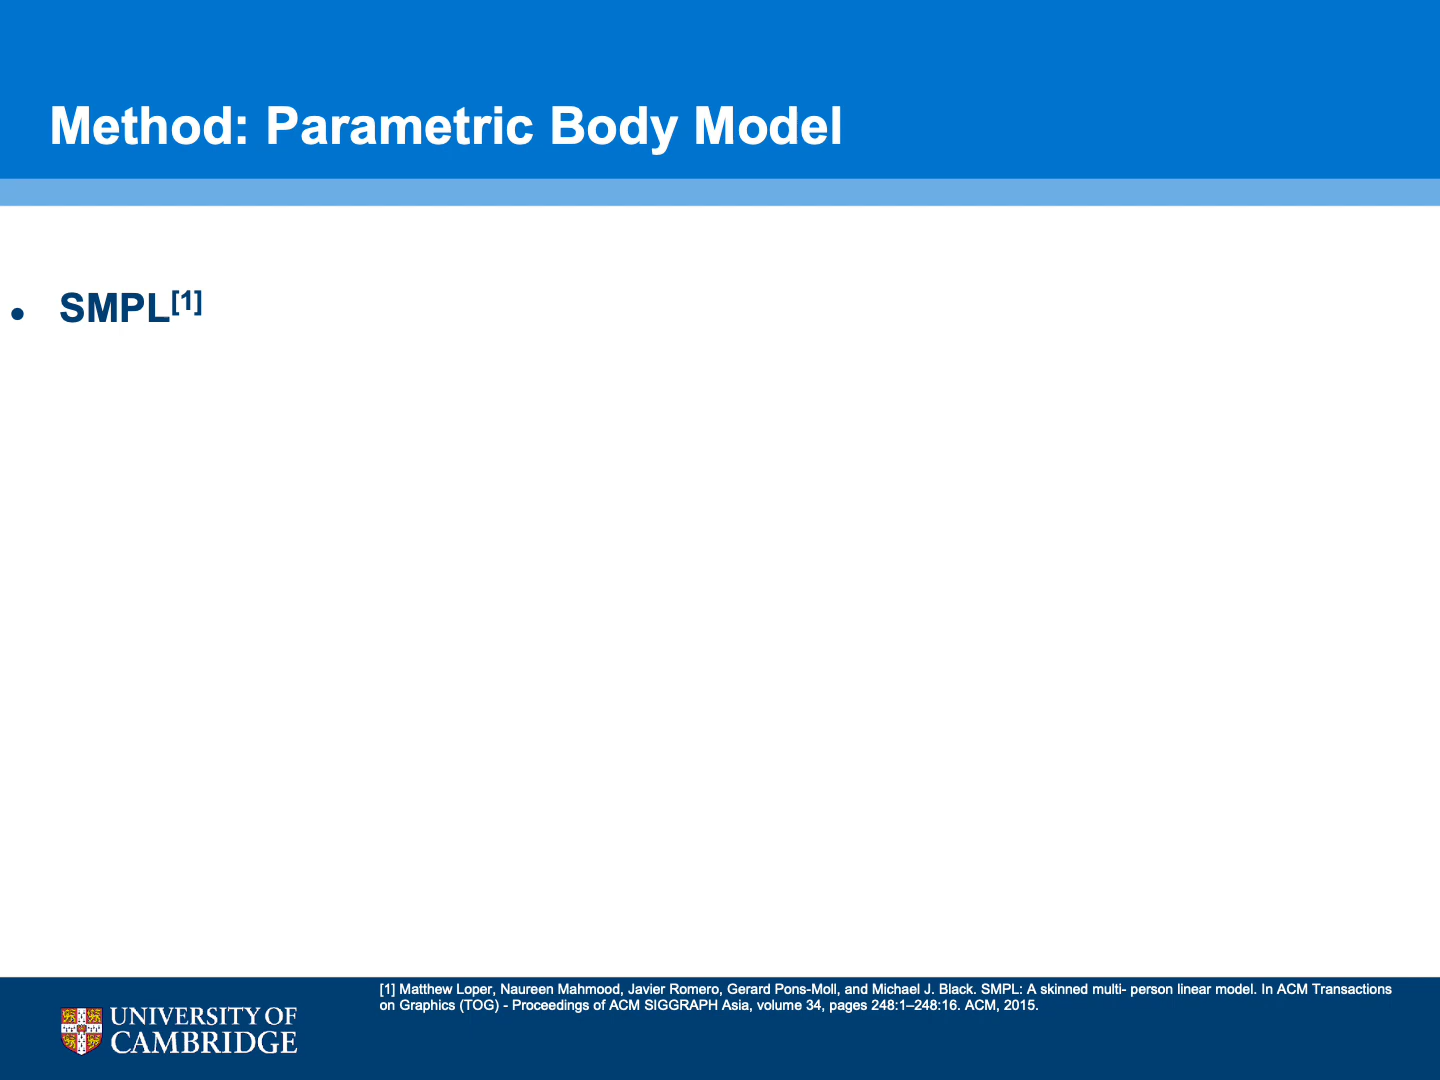 Method: Parametric Body Model
• SMPL[1]
[1] Matthew Loper, Naureen Mahmood, Javier Romero, Gerard Pons-Moll, and Michael J. Black. SMPL: A skinned multi- person linear model. In ACM Transactions
on Graphics (TOG) - Proceedings of ACM SIGGRAPH Asia, volume 34, pages 248:1–248:16. ACM, 2015.
UNIVERSITY OF
CAMBRIDGE